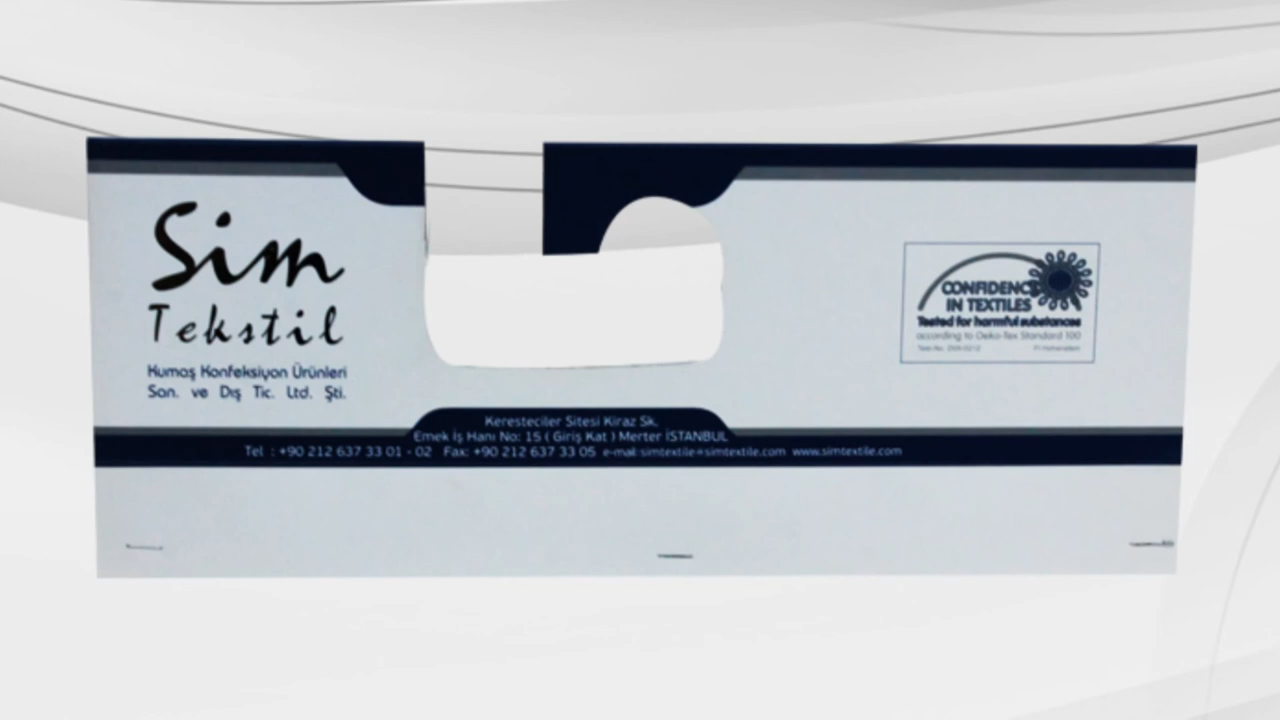 Sim
Tekstil
Kumaş Konfeksiyon Ürünleri
San. ve Dış Tic. Ltd. Şti.
CONFIDENCE
IN TEXTILES
Tested for harmful substances
according to Oeko-Tex Standard 100
Keresteciler Sitesi Kiraz Sk.
Emek İş Hanı No: 15 ( Giriş Kat ) Merter İSTANBUL
Tel : +90 212 637 33 01 - 02 Fax: +90 212 637 33 05 e-mail:simtextile@simtextile.com www.simtextile.com